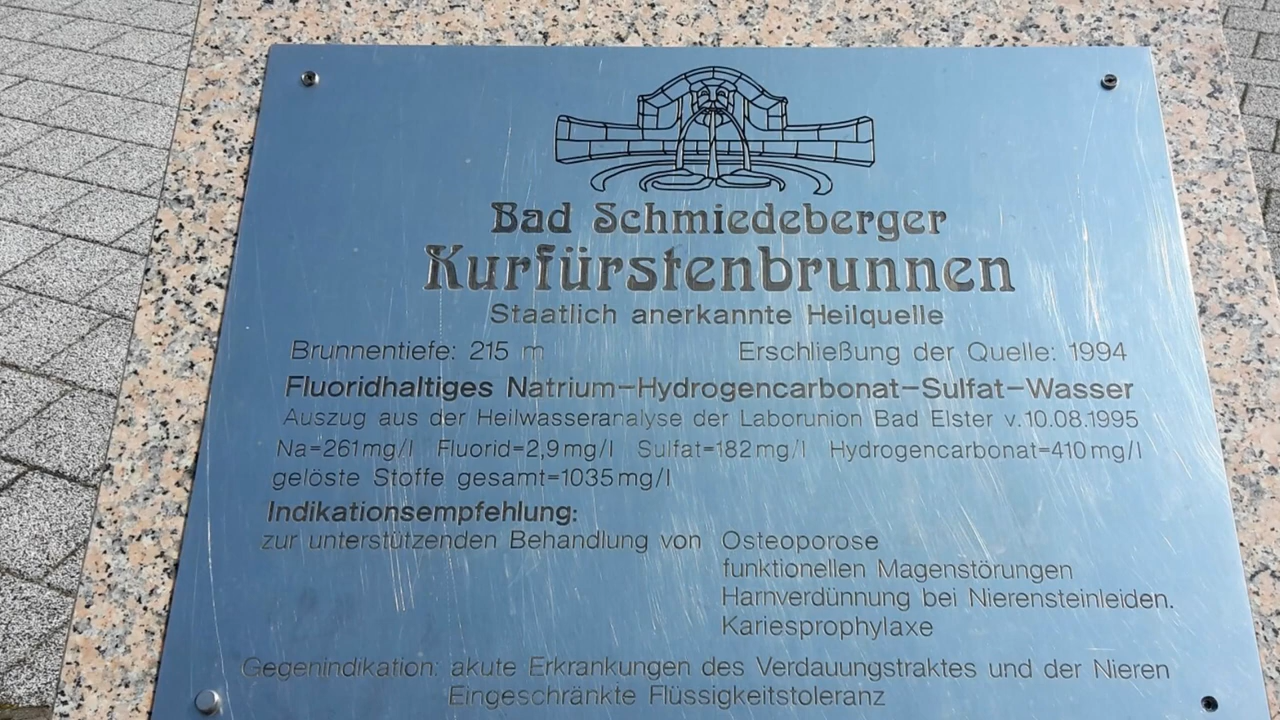 Bad Schmiedeberger
Kurfürstenbrunnen
Staatlich anerkannte Heilquelle
Brunnentiefe: 215 m Erschließung der Quelle: 1994
Fluoridhaltiges Natrium-Hydrogencarbonat-Sulfat-Wasser
Auszug aus der Heilwasseranalyse der Laborunion Bad Elster v. 10.08.1995
Na=261mg/l Fluorid=2,9mg/l Sulfat=182mg/l Hydrogencarbonat=410mg/l
gelöste Stoffe gesamt=1035mg/l
Indikationsempfehlung:
zur unterstützenden Behandlung von Osteoporose
funktionellen Magenstörungen
Harnverdünnung bei Nierensteinleiden.
Kariesprophylaxe
Gegenindikation: akute Erkrankungen des Verdauungstraktes und der Nieren
Eingeschränkte Flüssigkeitstoleranz